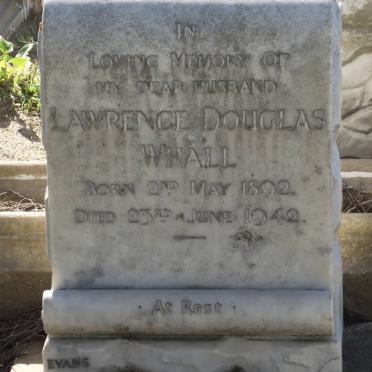 IN
LOVING MEMORY OF
MY DEAR HUSBAND
LAWRENCE DOUGLAS
WHALL
BORN 2ND MAY 1892.
DIED 23RD JUNE 1942.
· At Rest ·
EVANS